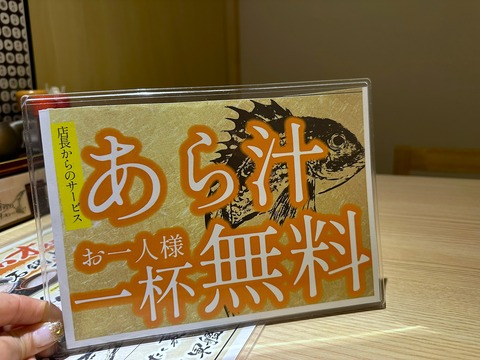 店長からのサービス
あら汁
お一人様
一杯無料